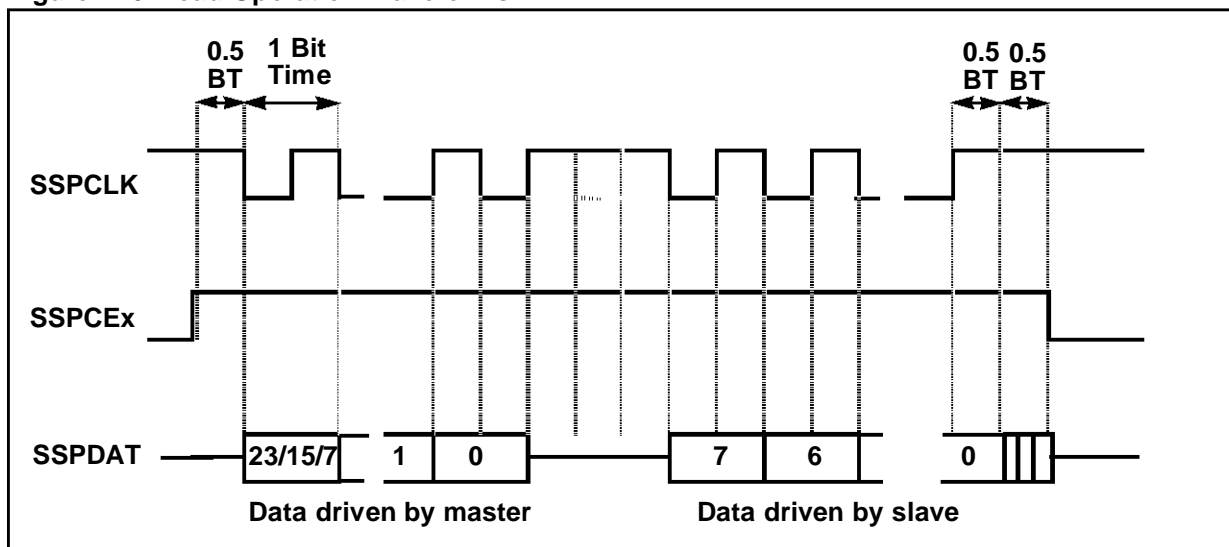 0.5 BT
1 Bit Time
0.5 BT
0.5 BT
SSPCLK
SSPCEx
SSPDAT
23/15/7
1
0
7
6
0
Data driven by master
Data driven by slave